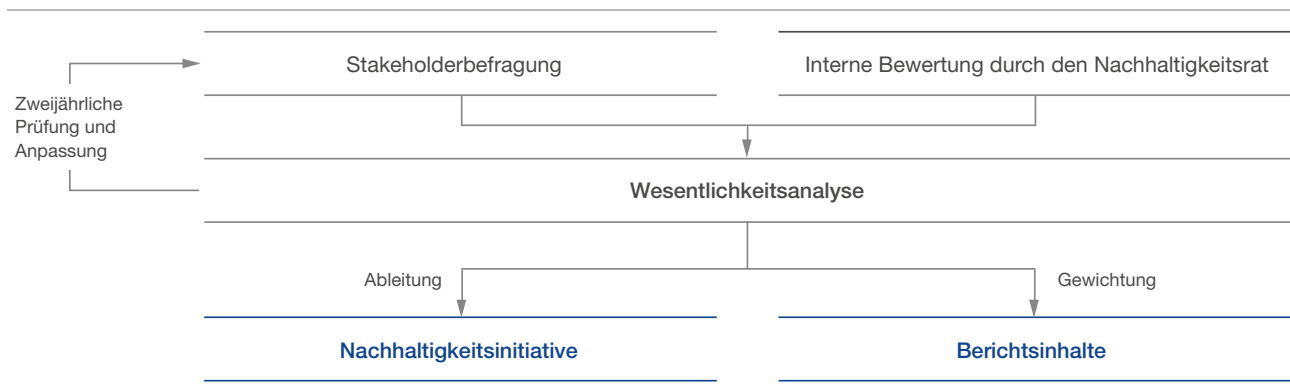 Stakeholderbefragung
Interne Bewertung durch den Nachhaltigkeitsrat
Zweijährliche
Prüfung und
Anpassung
Wesentlichkeitsanalyse
Ableitung
Gewichtung
Nachhaltigkeitsinitiative
Berichtsinhalte